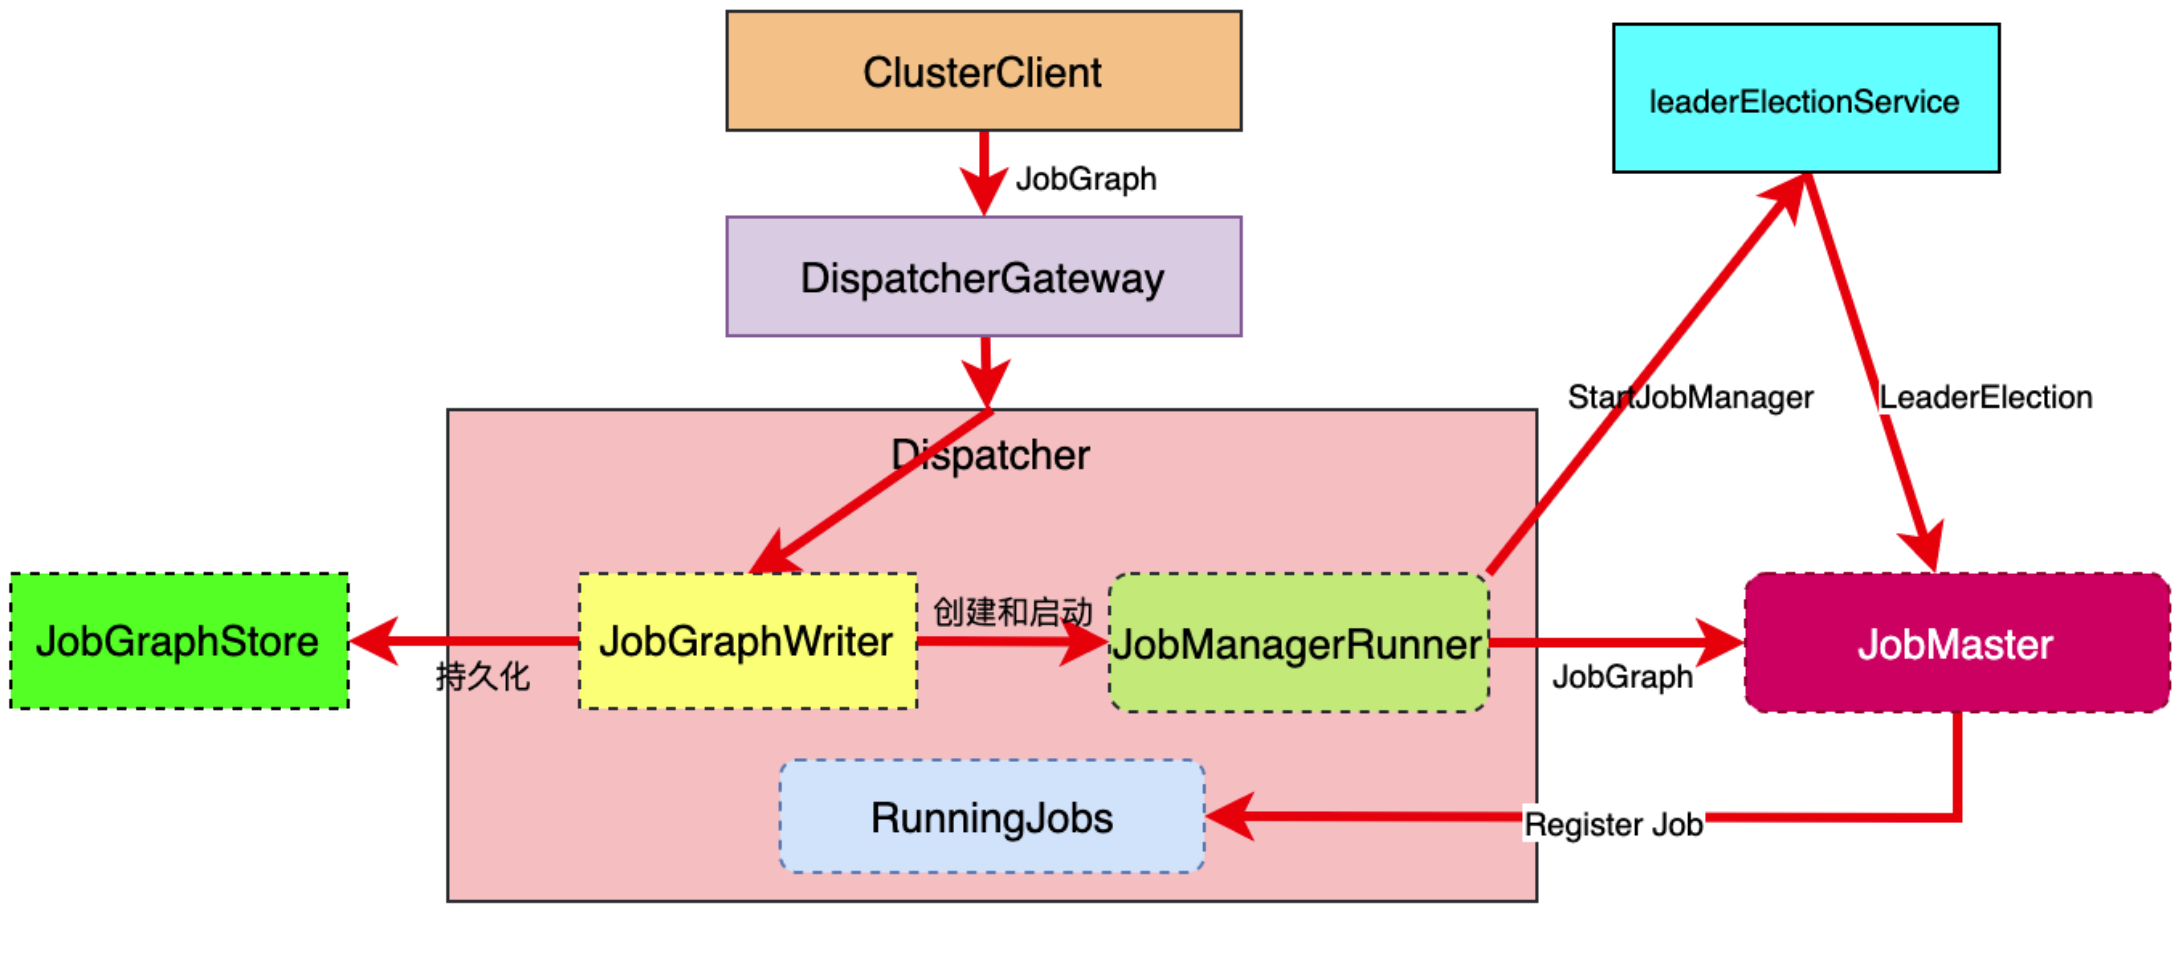 ClusterClient
leaderElectionService
JobGraph
DispatcherGateway
StartJobManager
LeaderElection
Dispatcher
创建和启动
JobGraphStore
JobGraphWriter
JobManagerRunner
JobMaster
持久化
JobGraph
RunningJobs
Register Job